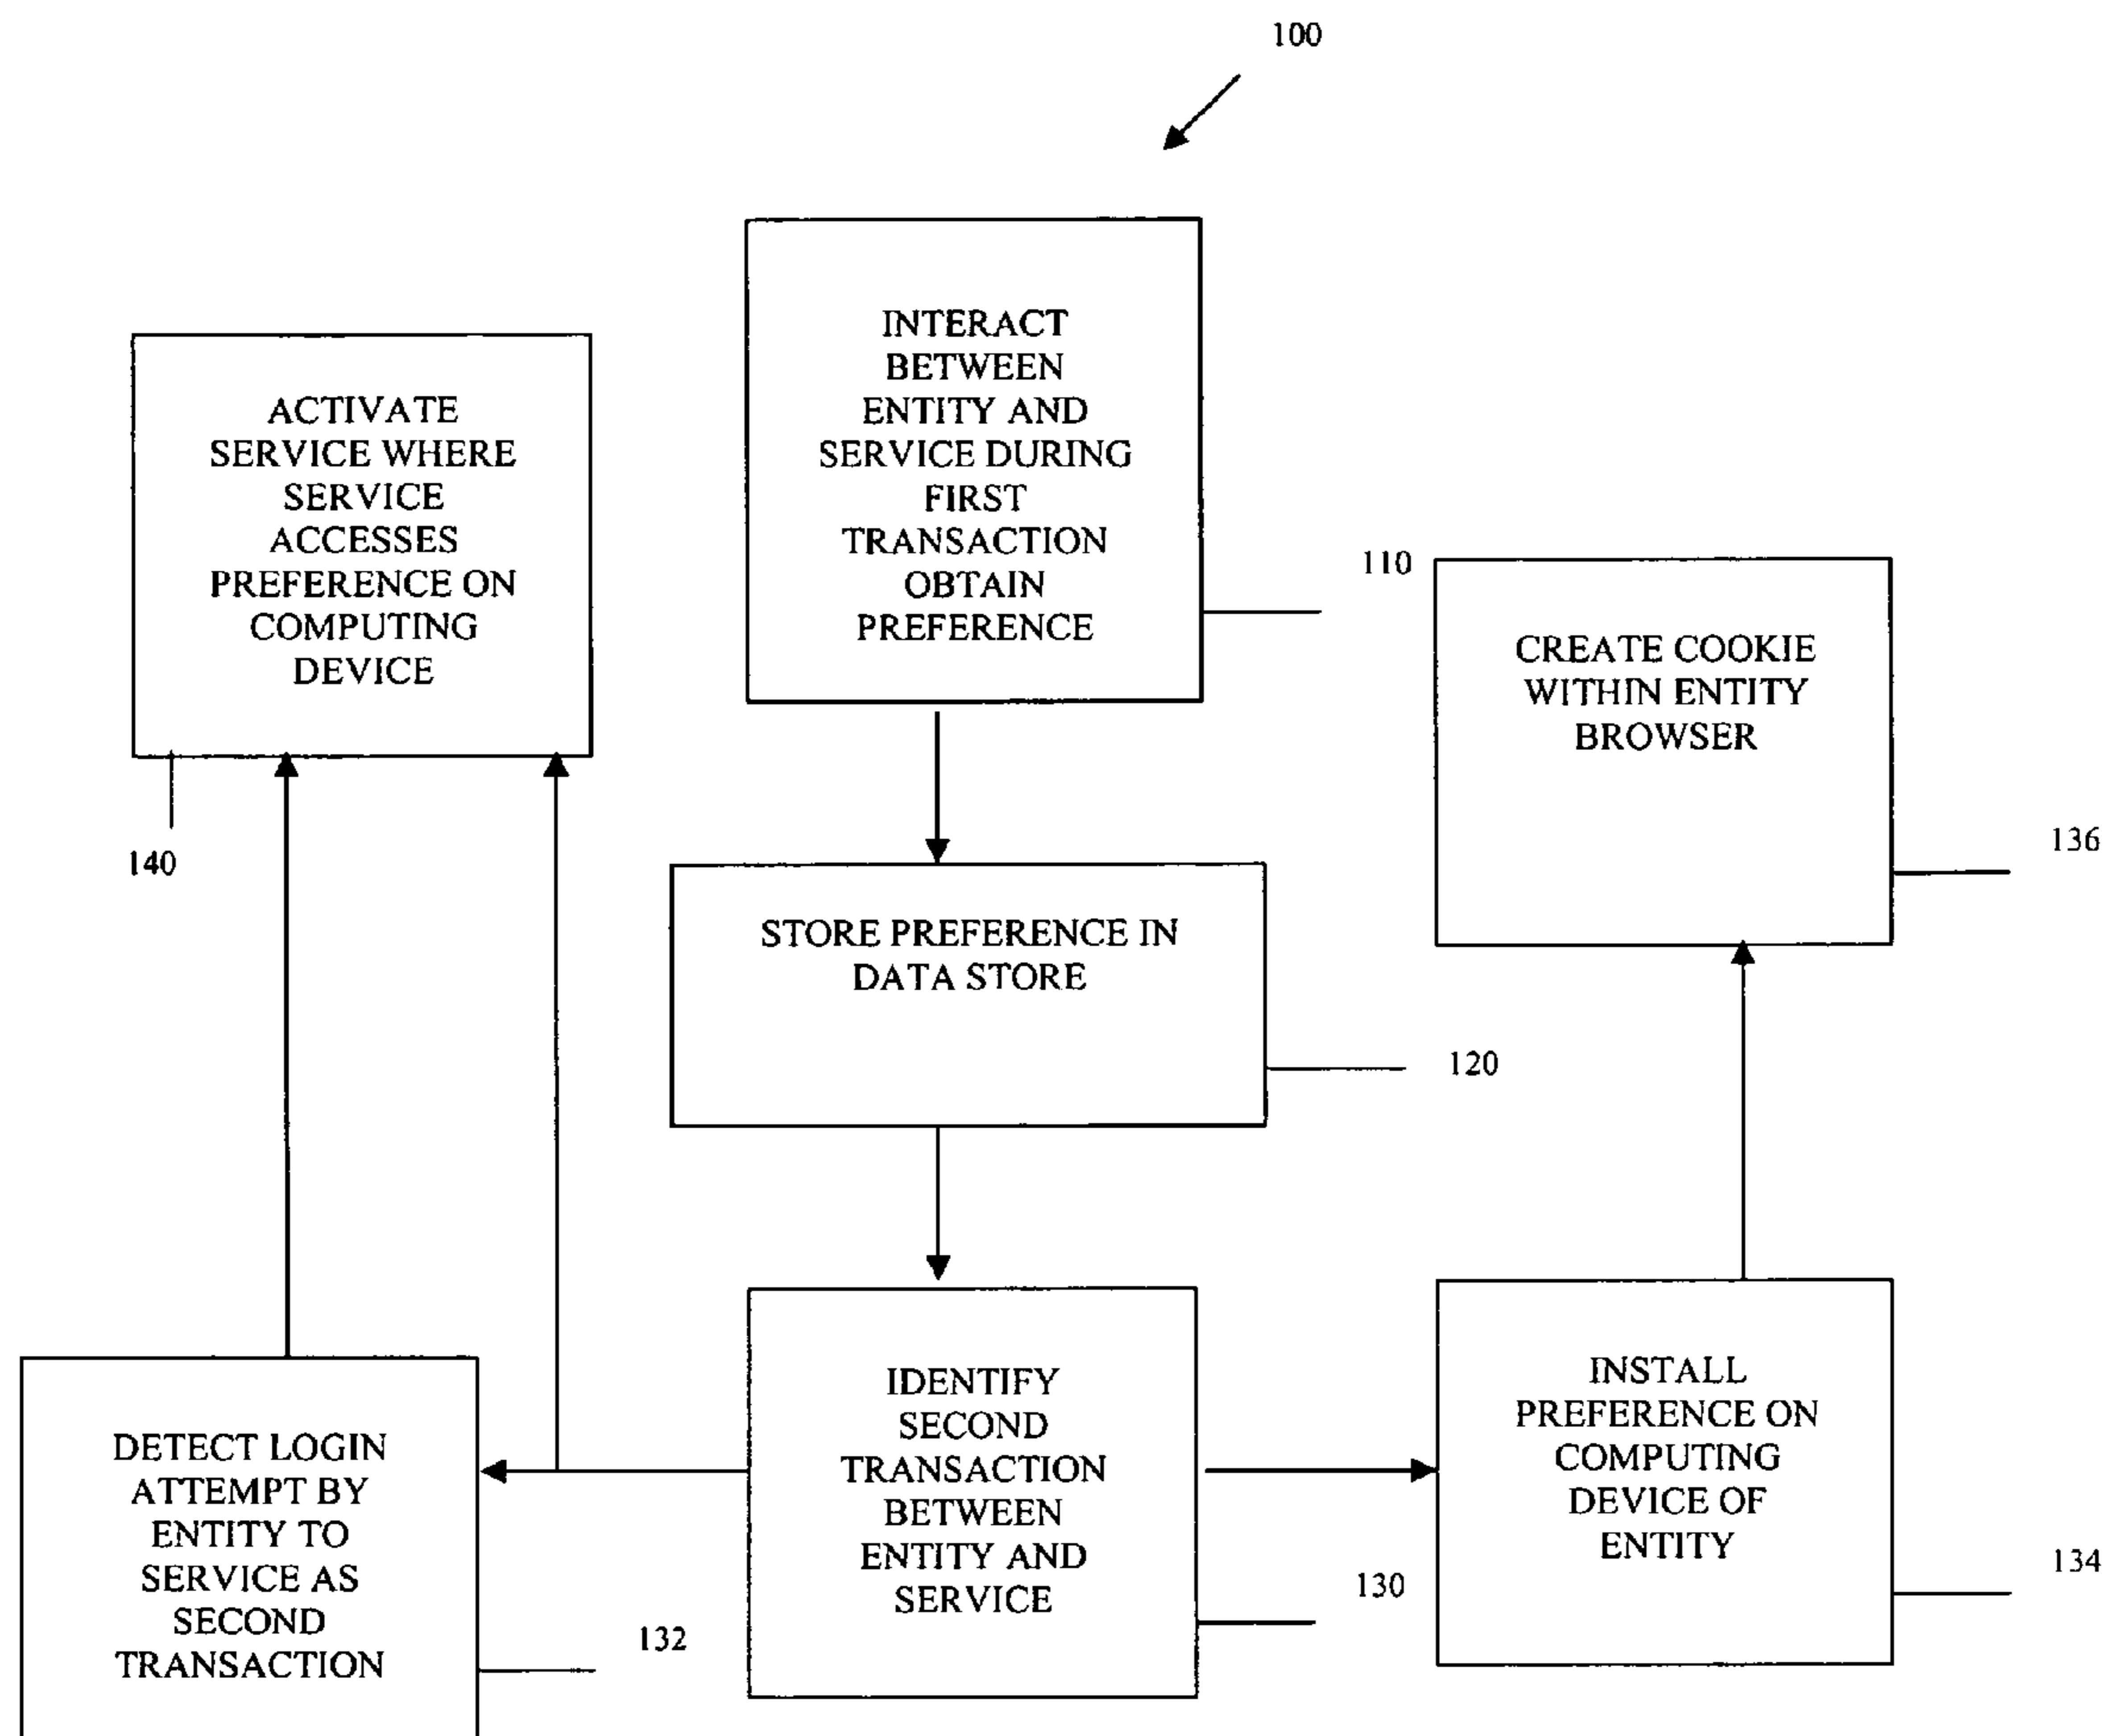 100
INTERACT
BETWEEN
ENTITY AND
SERVICE DURING
FIRST
TRANSACTION
OBTAIN
PREFERENCE
110
ACTIVATE
SERVICE WHERE
SERVICE
ACCESSES
PREFERENCE ON
COMPUTING
DEVICE
140
CREATE COOKIE
WITHIN ENTITY
BROWSER
136
STORE PREFERENCE IN
DATA STORE
120
DETECT LOGIN
ATTEMPT BY
ENTITY TO
SERVICE AS
SECOND
TRANSACTION
132
IDENTIFY
SECOND
TRANSACTION
BETWEEN
ENTITY AND
SERVICE
130
INSTALL
PREFERENCE ON
COMPUTING
DEVICE OF
ENTITY
134